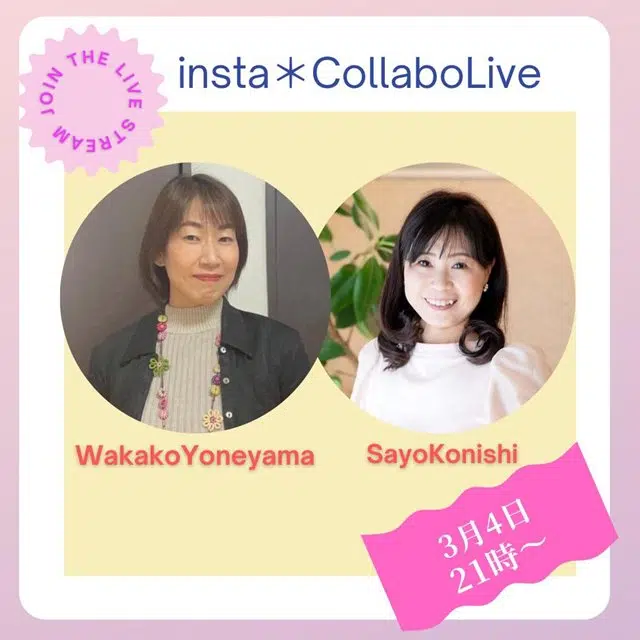 JOIN THE LIVE STREAM
insta＊CollaboLive
WakakoYoneyama
SayoKonishi
3月4日
21時～